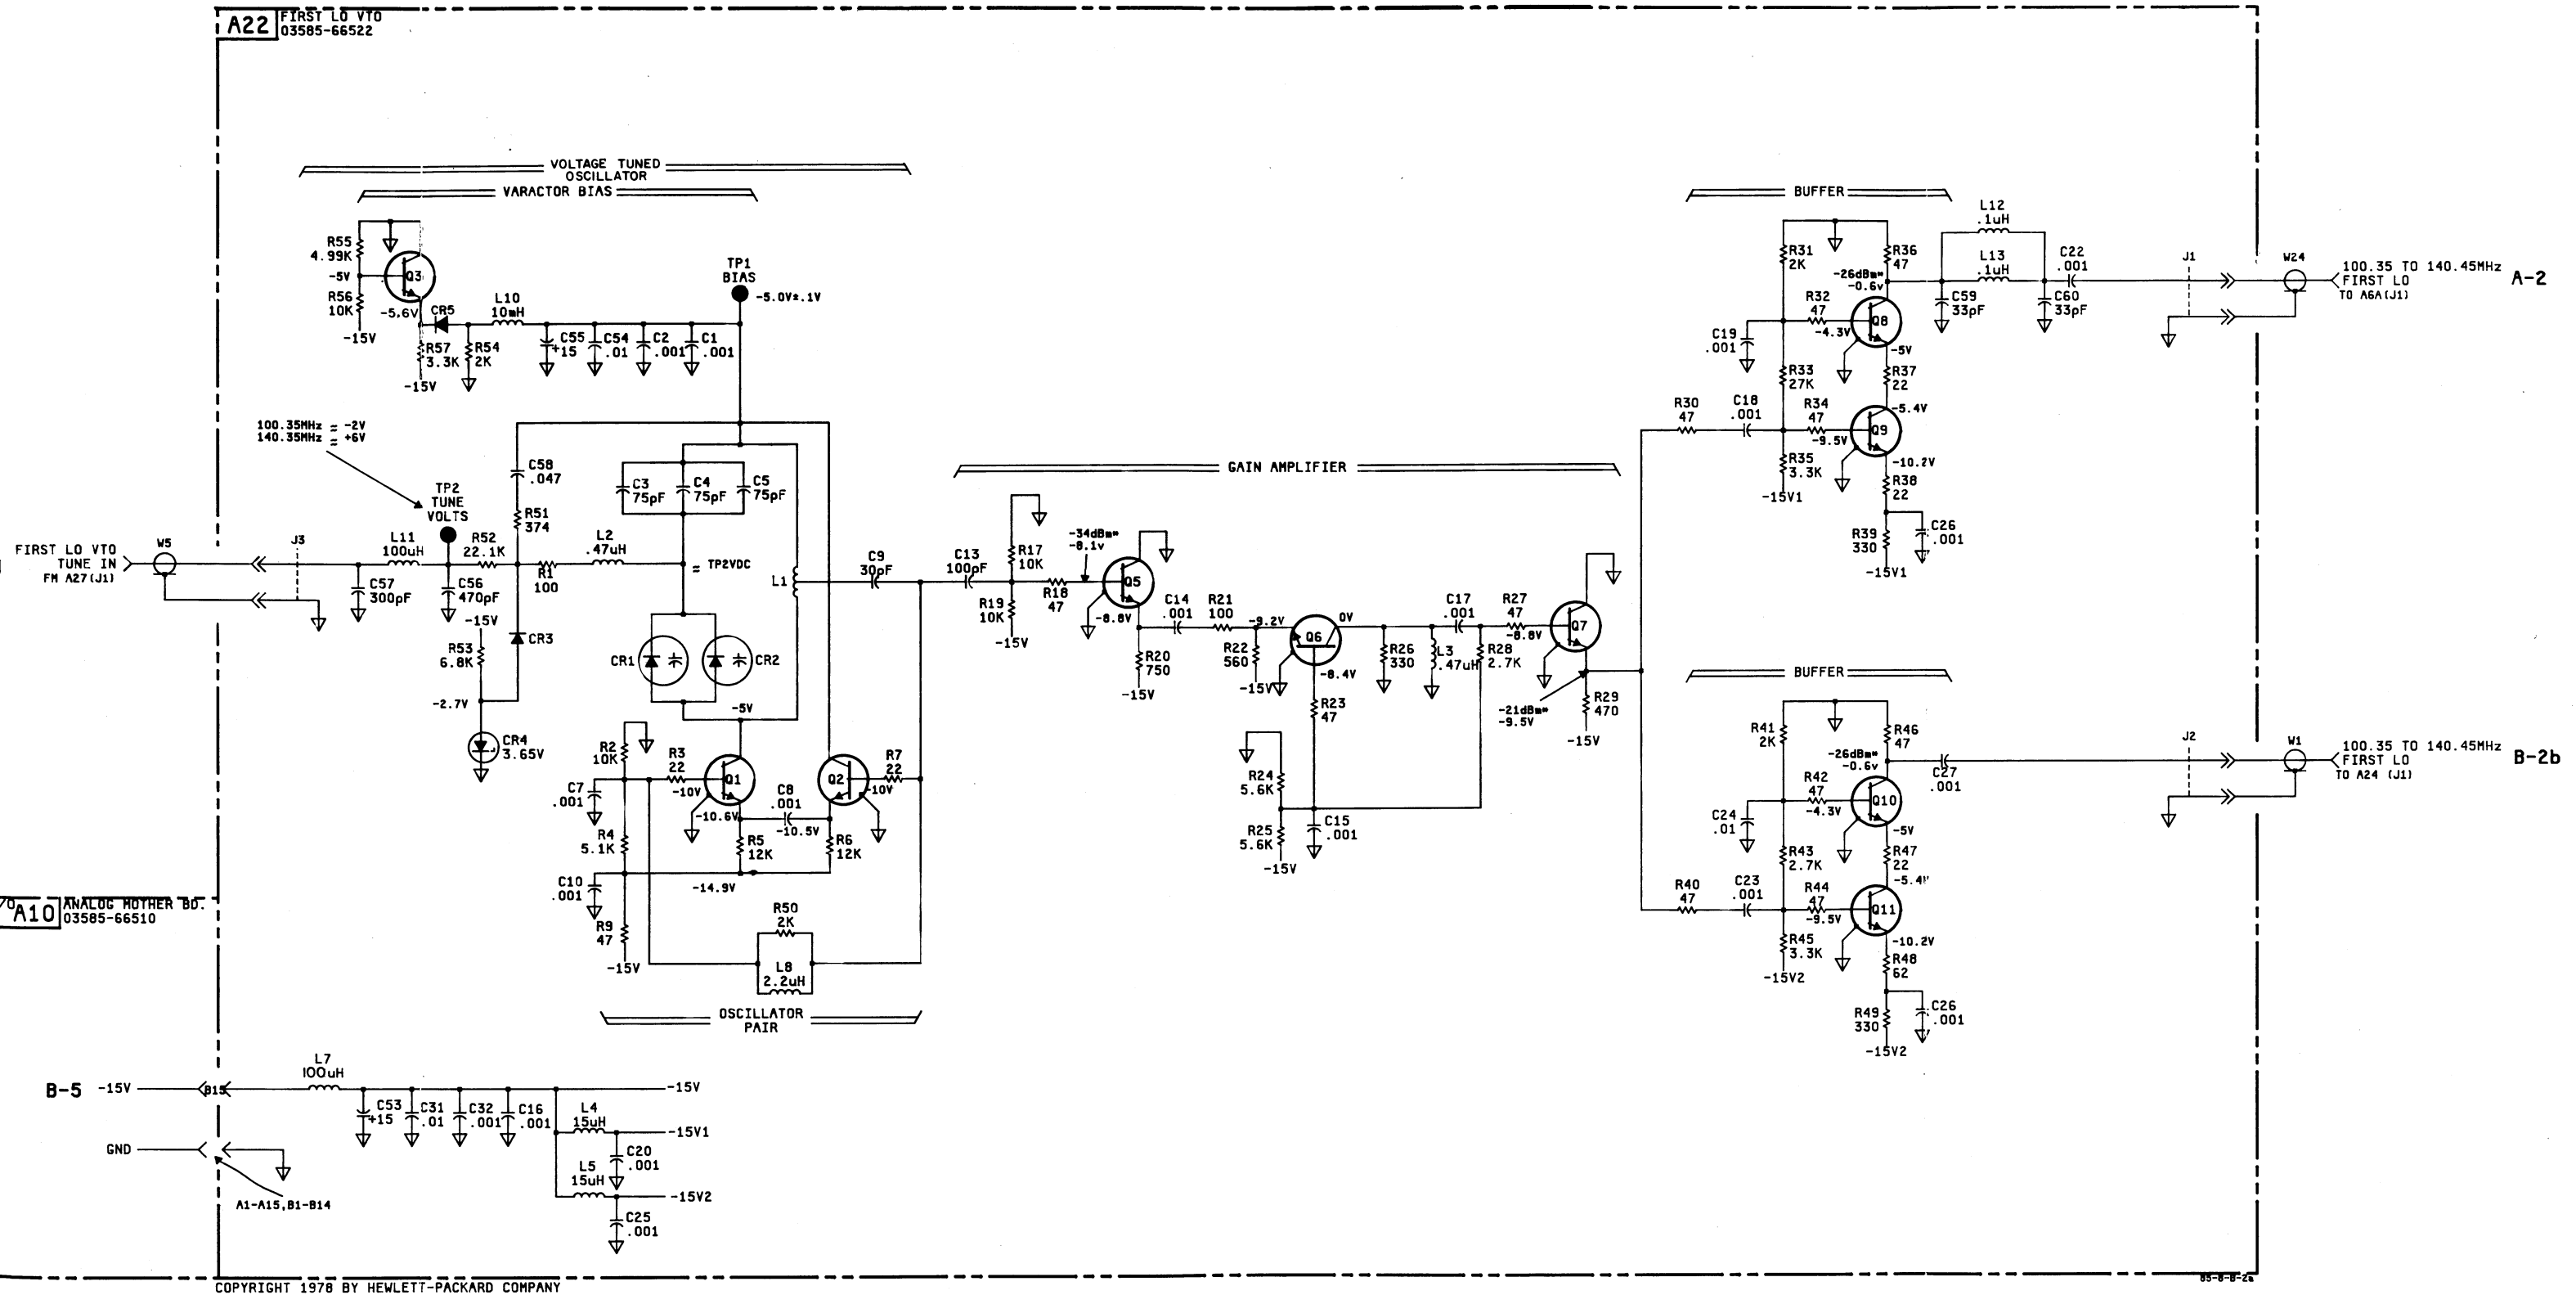 A22
FIRST LO VTO
03585-66522
VOLTAGE TUNED
OSCILLATOR
VARACTOR BIAS
R55
4.99K
-5V
R56
10K
-15V
Q3
-5.6V
CR5
R57
3.3K
-15V
R54
2K
L10
10mH
C55
+15
C54
.01
C2
.001
C1
.001
TP1
BIAS
-5.0V±.1V
100.35MHz = -2V
140.35MHz = +6V
TP2
TUNE
VOLTS
C58
.047
R51
374
C3
75pF
C4
75pF
C5
75pF
FIRST LO VTO
TUNE IN
FM A27(J1)
W5
J3
L11
100uH
C57
300pF
C56
470pF
R52
22.1K
R1
100
L2
.47uH
= TP2VDC
L1
-15V
R53
6.8K
CR3
-2.7V
CR4
3.65V
CR1
CR2
-5V
C9
30pF
C13
100pF
R2
10K
R3
22
Q1
-10V
-10.6V
C7
.001
R4
5.1K
C8
.001
-10.5V
Q2
R7
22
-10V
R5
12K
R6
12K
C10
.001
-14.9V
R9
47
-15V
R50
2K
L8
2.2uH
OSCILLATOR
PAIR
GAIN AMPLIFIER
R17
10K
R19
10K
-15V
R18
47
-34dBm*
-8.1v
Q5
-8.8V
R20
750
-15V
C14
.001
R21
100
R22
560
-15V
-9.2V
Q6
0V
-8.4V
R23
47
R24
5.6K
R25
5.6K
-15V
C15
.001
R26
330
L3
.47uH
C17
.001
R28
2.7K
R27
47
-8.8V
Q7
-21dBm*
-9.5V
R29
470
-15V
BUFFER
R31
2K
R36
47
-26dBm*
-0.6v
R32
47
-4.3V
Q8
-5V
C19
.001
R33
27K
R37
22
-5.4V
R30
47
C18
.001
R34
47
-9.5V
Q9
-10.2V
R35
3.3K
-15V1
R38
22
R39
330
C26
.001
-15V1
L12
.1uH
L13
.1uH
C59
33pF
C60
33pF
C22
.001
J1
W24
100.35 TO 140.45MHz
FIRST LO
TO A6A(J1)
A-2
BUFFER
R41
2K
R46
47
-26dBm*
-0.6v
C27
.001
R42
47
-4.3V
Q10
-5V
C24
.01
R43
2.7K
R47
22
-5.4V
R40
47
C23
.001
R44
47
-9.5V
Q11
-10.2V
R45
3.3K
-15V2
R48
62
R49
330
C26
.001
-15V2
J2
W1
100.35 TO 140.45MHz
FIRST LO
TO A24 (J1)
B-2b
A10
ANALOG MOTHER BD.
03585-66510
B-5
-15V
B15
L7
100uH
C53
+15
C31
.01
C32
.001
C16
.001
-15V
L4
15uH
-15V1
C20
.001
L5
15uH
-15V2
C25
.001
GND
A1-A15,B1-B14
COPYRIGHT 1978 BY HEWLETT-PACKARD COMPANY
85-8-B-2a